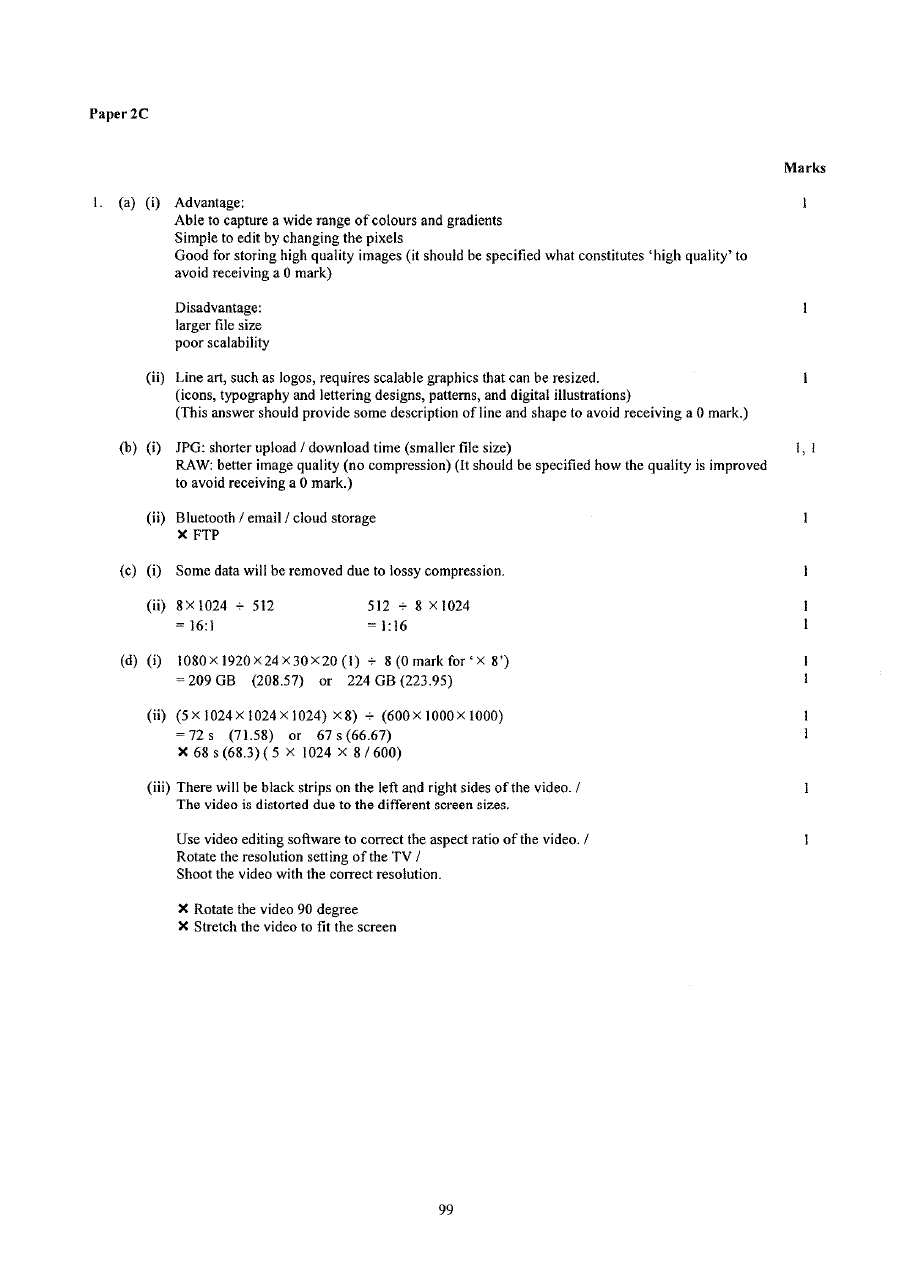 Paper 2C
Marks
1. (a) (i) Advantage: 1
Able to capture a wide range of colours and gradients
Simple to edit by changing the pixels
Good for storing high quality images (it should be specified what constitutes ‘high quality’ to
avoid receiving a 0 mark)
Disadvantage: 1
larger file size
poor scalability
(ii) Line art, such as logos, requires scalable graphics that can be resized. 1
(icons, typography and lettering designs, patterns, and digital illustrations)
(This answer should provide some description of line and shape to avoid receiving a 0 mark.)
(b) (i) JPG: shorter upload / download time (smaller file size) 1, 1
RAW: better image quality (no compression) (It should be specified how the quality is improved
to avoid receiving a 0 mark.)
(ii) Bluetooth / email / cloud storage 1
✕ FTP
(c) (i) Some data will be removed due to lossy compression. 1
(ii) 8×1024 ÷ 512 512 ÷ 8 ×1024 1
= 16:1 = 1:16 1
(d) (i) 1080×1920×24×30×20 (1) ÷ 8 (0 mark for ‘× 8’) 1
= 209 GB (208.57) or 224 GB (223.95) 1
(ii) (5×1024×1024×1024) ×8) ÷ (600×1000×1000) 1
= 72 s (71.58) or 67 s (66.67) 1
✕ 68 s (68.3) ( 5 × 1024 × 8 / 600)
(iii) There will be black strips on the left and right sides of the video. / 1
The video is distorted due to the different screen sizes.
Use video editing software to correct the aspect ratio of the video. / 1
Rotate the resolution setting of the TV /
Shoot the video with the correct resolution.
✕ Rotate the video 90 degree
✕ Stretch the video to fit the screen
99